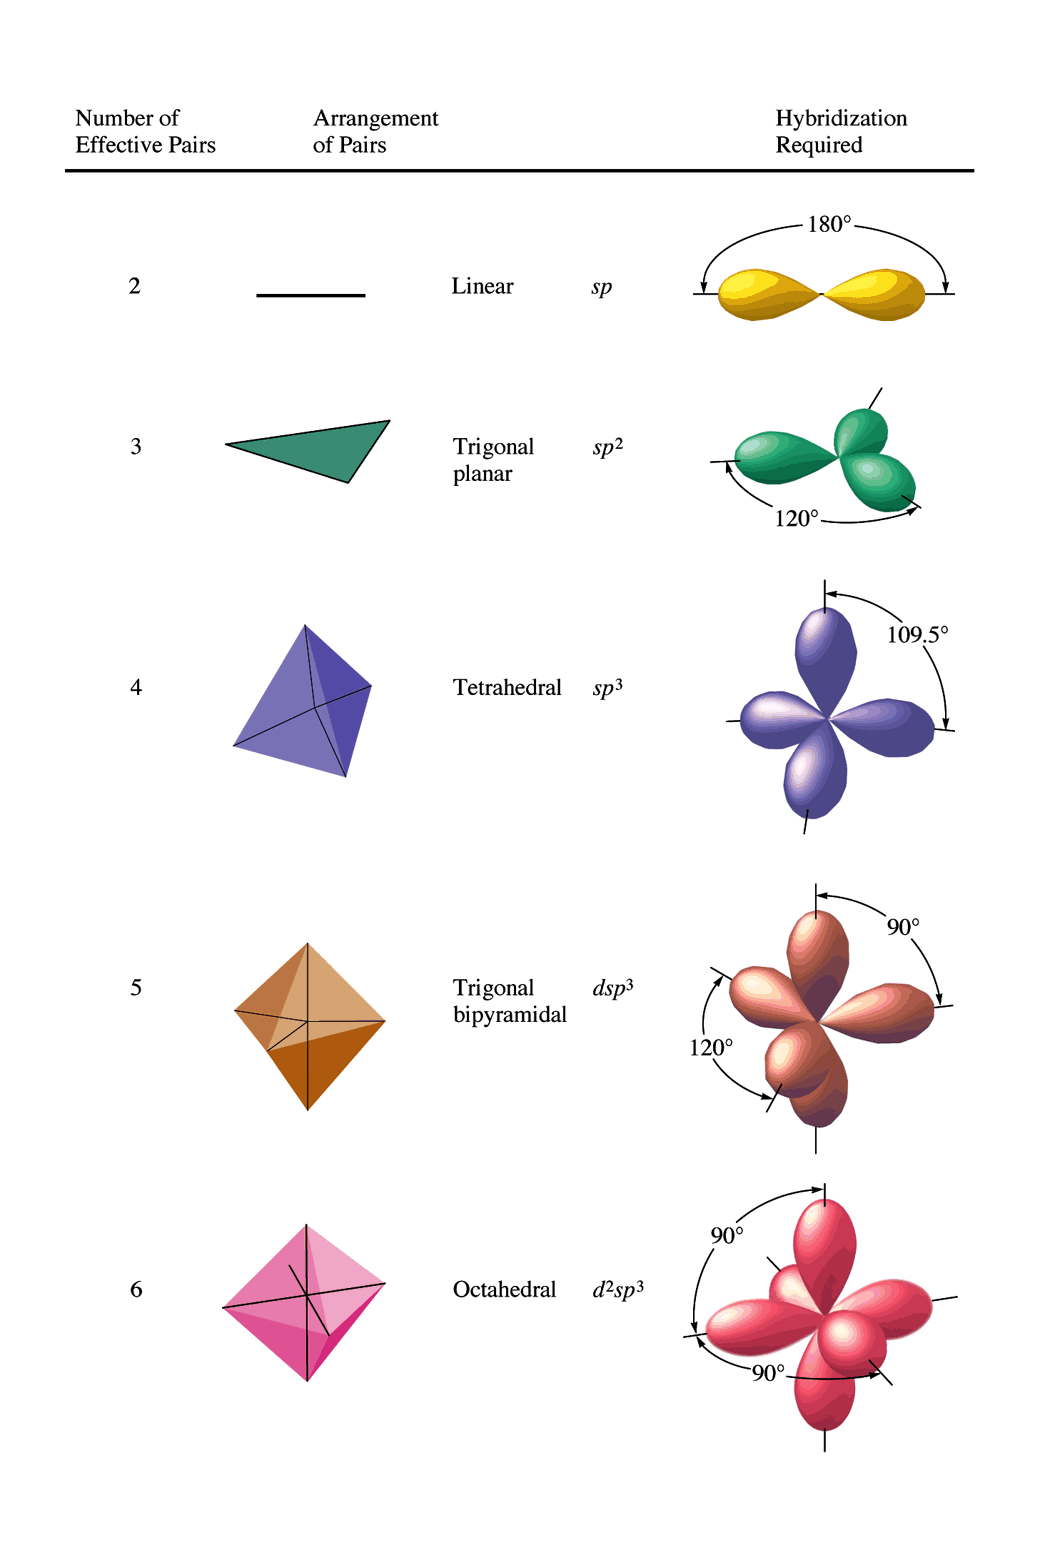 Number of
Effective Pairs
Arrangement
of Pairs
Hybridization
Required
180°
2
Linear
sp
3
Trigonal
planar
sp²
120°
109.5°
4
Tetrahedral
sp³
90°
5
Trigonal
bipyramidal
dsp³
120°
90°
6
Octahedral
d²sp³
90°